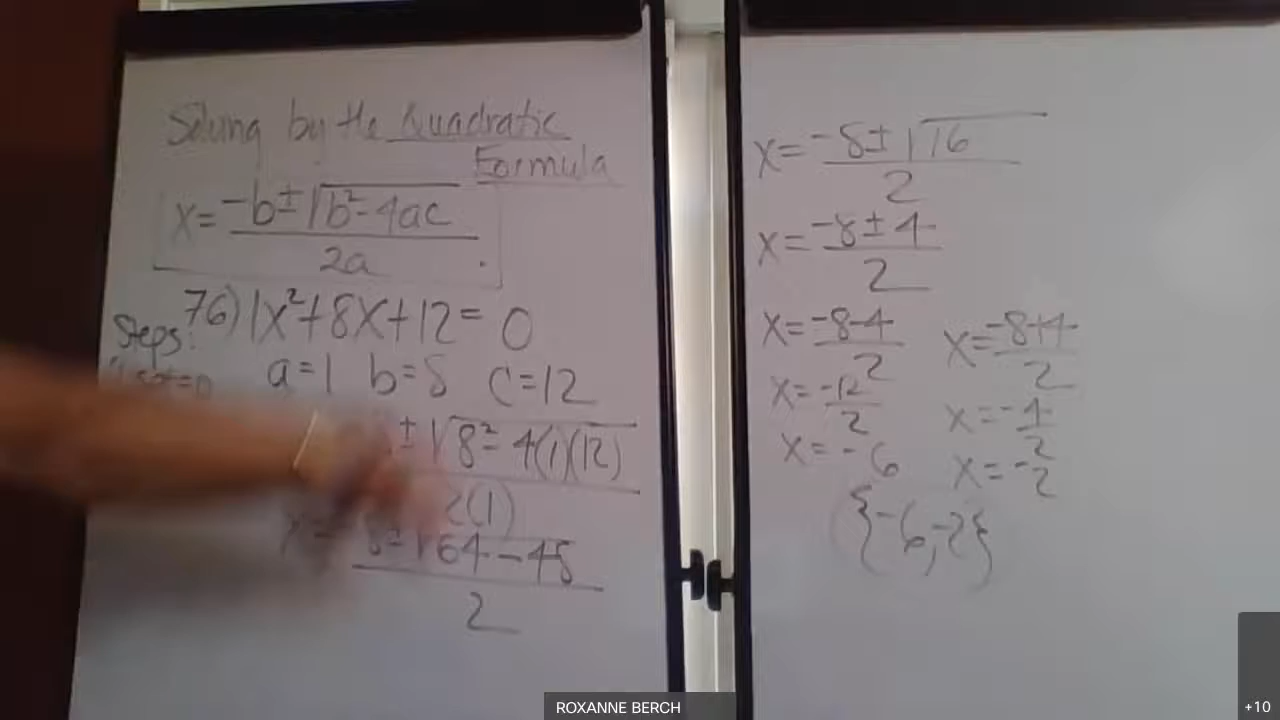 Solving by the Quadratic
Formula
x = -b ± √b² - 4ac
2a
76) 1x² + 8x + 12 = 0
Steps:
a = 1 b = 8 c = 12
± √8² - 4(1)(12)
2(1)
8 ± √64 - 48
2
x = -8 ± √16
2
x = -8 ± 4
2
x = -8-4
2
x = -12
2
x = -6
x = -8+4
2
x = -4
2
x = -2
{-6, -2}
ROXANNE BERCH
+10